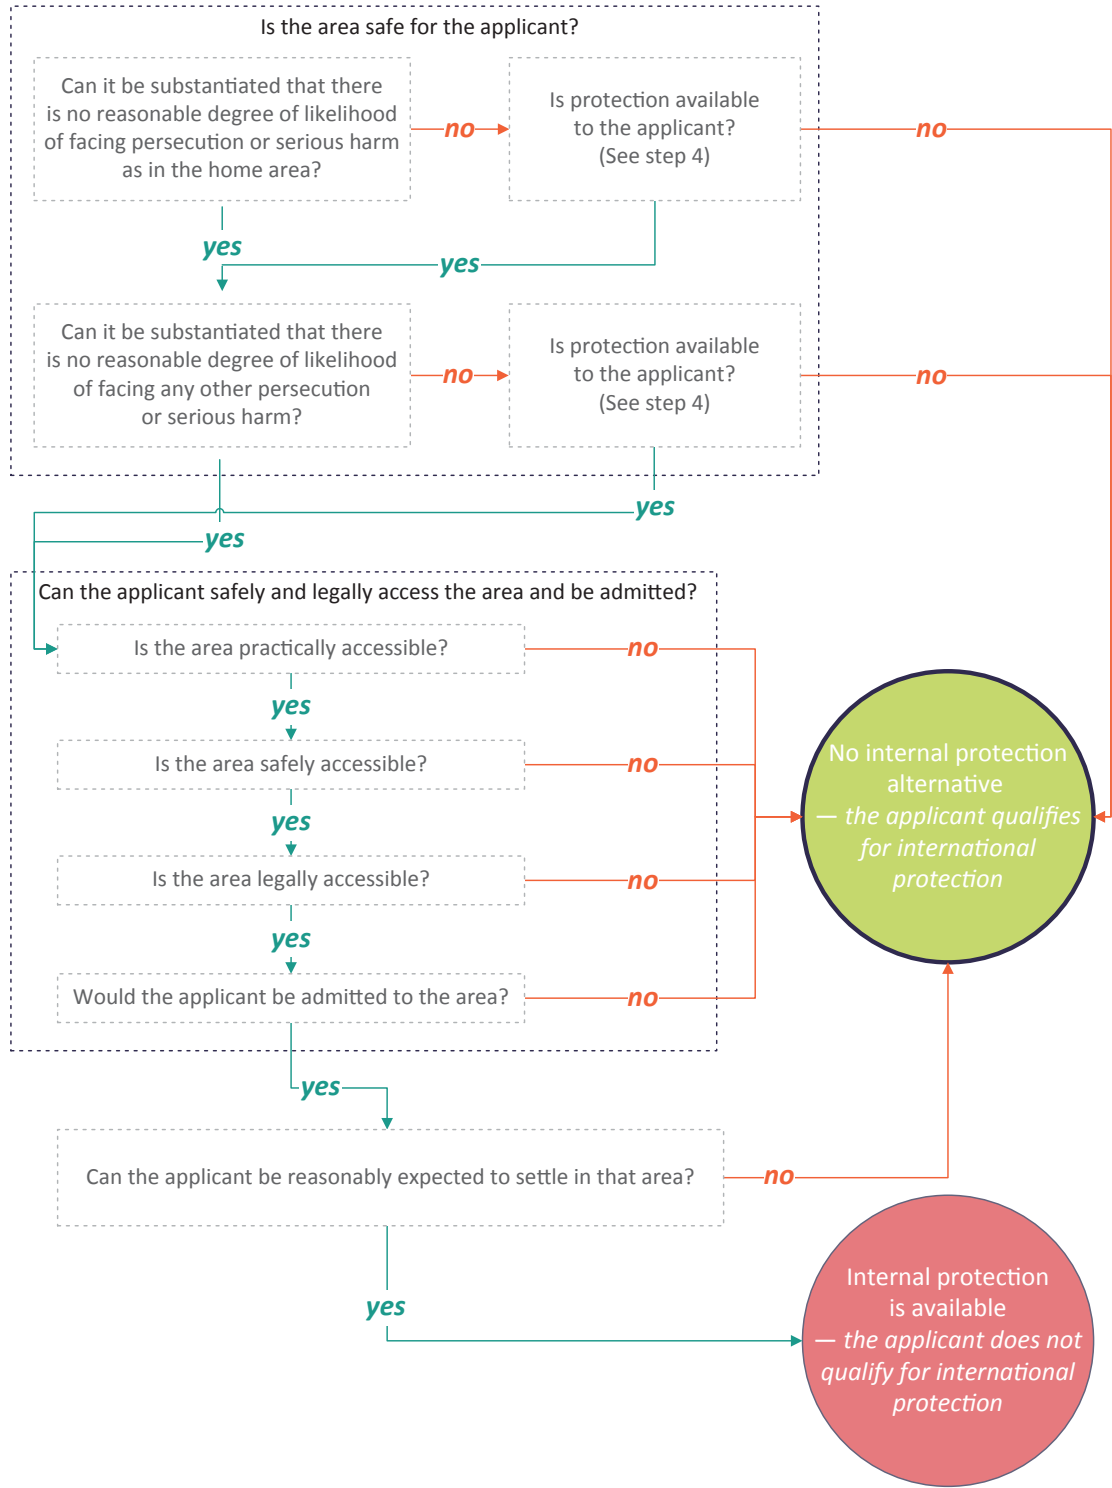 Is the area safe for the applicant?
Can it be substantiated that there
is no reasonable degree of likelihood
of facing persecution or serious harm
as in the home area?
no
Is protection available
to the applicant?
(See step 4)
no
yes
yes
Can it be substantiated that there
is no reasonable degree of likelihood
of facing any other persecution
or serious harm?
no
Is protection available
to the applicant?
(See step 4)
no
yes
yes
Can the applicant safely and legally access the area and be admitted?
Is the area practically accessible?
no
yes
Is the area safely accessible?
no
yes
Is the area legally accessible?
no
yes
Would the applicant be admitted to the area?
no
No internal protection
alternative
— the applicant qualifies
for international
protection
yes
Can the applicant be reasonably expected to settle in that area?
no
yes
Internal protection
is available
— the applicant does not
qualify for international
protection